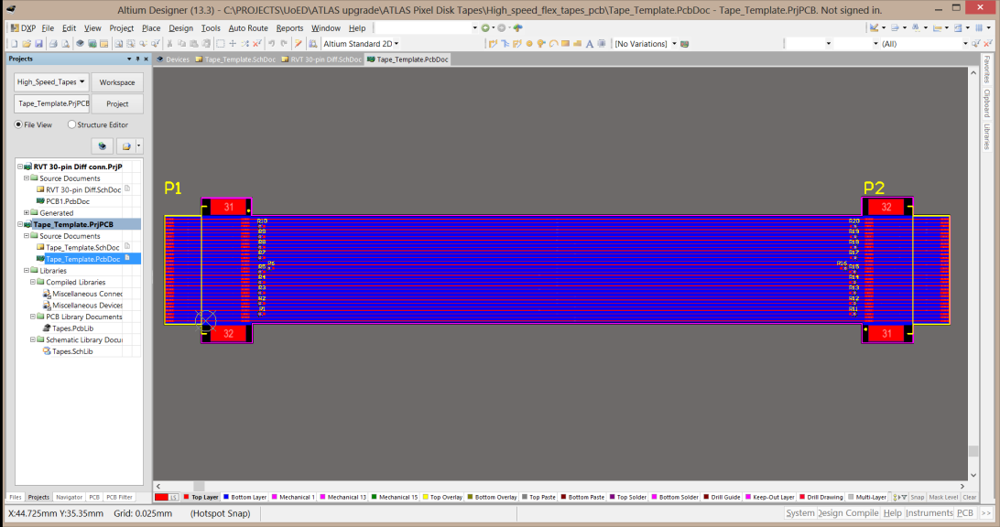 Altium Designer (13.3) - C:\PROJECTS\UoED\ATLAS upgrade\ATLAS Pixel Disk Tapes\High_speed_flex_tapes_pcb\Tape_Template.PcbDoc - Tape_Template.PrjPCB. Not signed in.
DXP File Edit View Project Place Design Tools Auto Route Reports Window Help
Altium Standard 2D [No Variations] (All)
Projects
Devices Tape_Template.SchDoc RVT 30-pin Diff.SchDoc Tape_Template.PcbDoc
High_Speed_Tapes Workspace
Tape_Template.PrjPCB Project
File View Structure Editor
RVT 30-pin Diff conn.PrjP
Source Documents
RVT 30-pin Diff.SchDoc
PCB1.PcbDoc
Generated
Tape_Template.PrjPCB
Source Documents
Tape_Template.SchDoc
Tape_Template.PcbDoc
Libraries
Compiled Libraries
Miscellaneous Connec
Miscellaneous Devices
PCB Library Documents
Tapes.PcbLib
Schematic Library Docu
Tapes.SchLib
P1 P2
31 32
R10 R20
R9 R19
R8 R18
R7 R17
R5 R6 R16 R15
R4 R14
R3 R13
R2 R12
R1 R11
32 31
Favorites
Clipboard
Libraries
Files Projects Navigator PCB PCB Filter
LS Top Layer Bottom Layer Mechanical 1 Mechanical 13 Mechanical 15 Top Overlay Bottom Overlay Top Paste Bottom Paste Top Solder Bottom Solder Drill Guide Keep-Out Layer Drill Drawing Multi-Layer Snap Mask Level Clear
X:44.725mm Y:35.35mm Grid: 0.025mm (Hotspot Snap) System Design Compile Help Instruments PCB >>